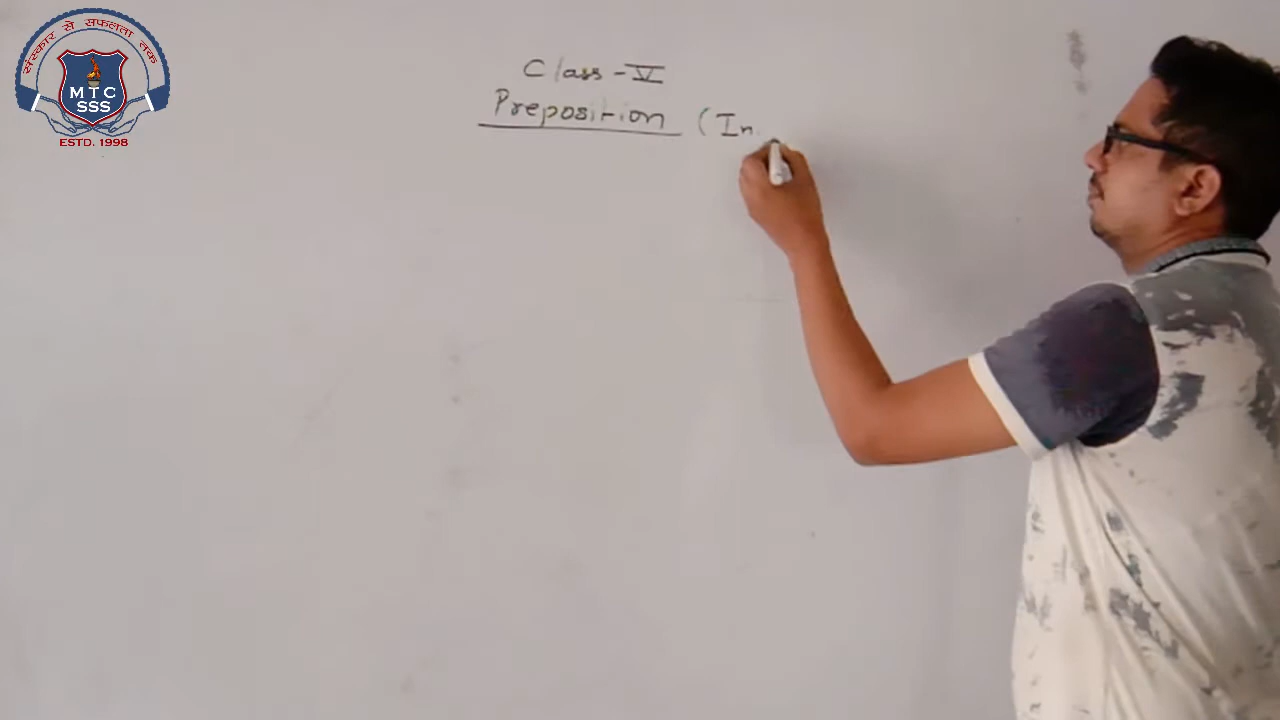 संस्कार से सफलता तक
MTC
SSS
ESTD. 1998
Class - V
Preposition (In